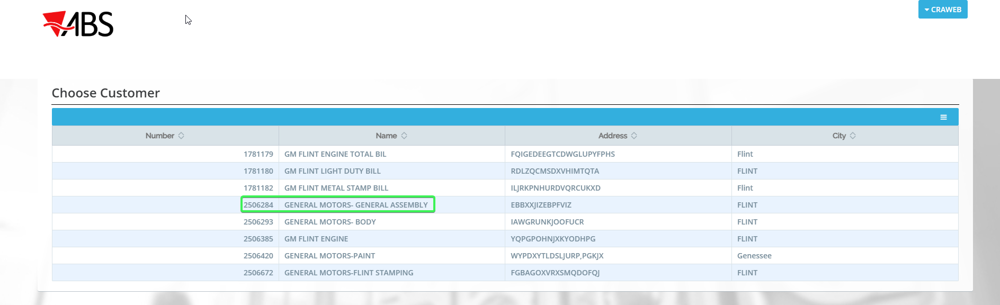 ABS
CRAWEB
Choose Customer
Number Name Address City
1781179 GM FLINT ENGINE TOTAL BIL FQIGEDEEGTCDWGLUPYFPHS Flint
1781180 GM FLINT LIGHT DUTY BILL RDLZQCMSDXVHIMTQTA FLINT
1781182 GM FLINT METAL STAMP BILL ILJRKPNHURDVQRCUKXD Flint
2506284 GENERAL MOTORS- GENERAL ASSEMBLY EBBXXJIZEBPFVIZ FLINT
2506293 GENERAL MOTORS- BODY IAWGRUNKJOOFUCR FLINT
2506385 GM FLINT ENGINE YQPGPOHNJXKYODHPG FLINT
2506420 GENERAL MOTORS-PAINT WYPDXYTLDSLJURP,PGKJX Genessee
2506672 GENERAL MOTORS-FLINT STAMPING FGBAGOXVRXSMQDOFQJ FLINT